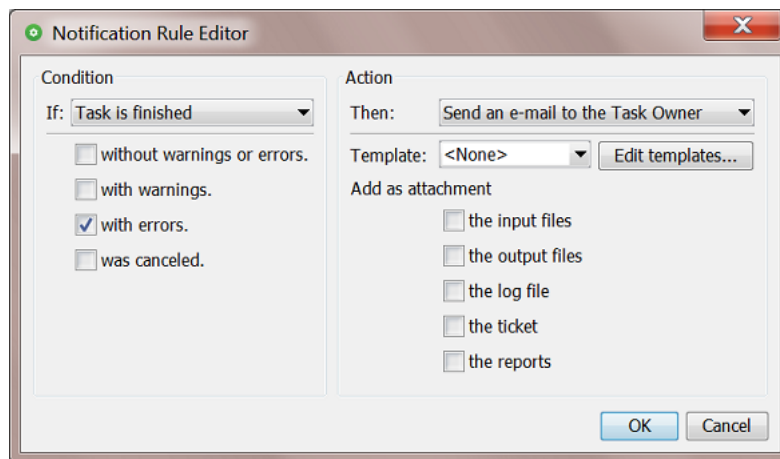 Notification Rule Editor
Condition
If: Task is finished
without warnings or errors.
with warnings.
with errors.
was canceled.
Action
Then: Send an e-mail to the Task Owner
Template: <None> Edit templates...
Add as attachment
the input files
the output files
the log file
the ticket
the reports
OK Cancel